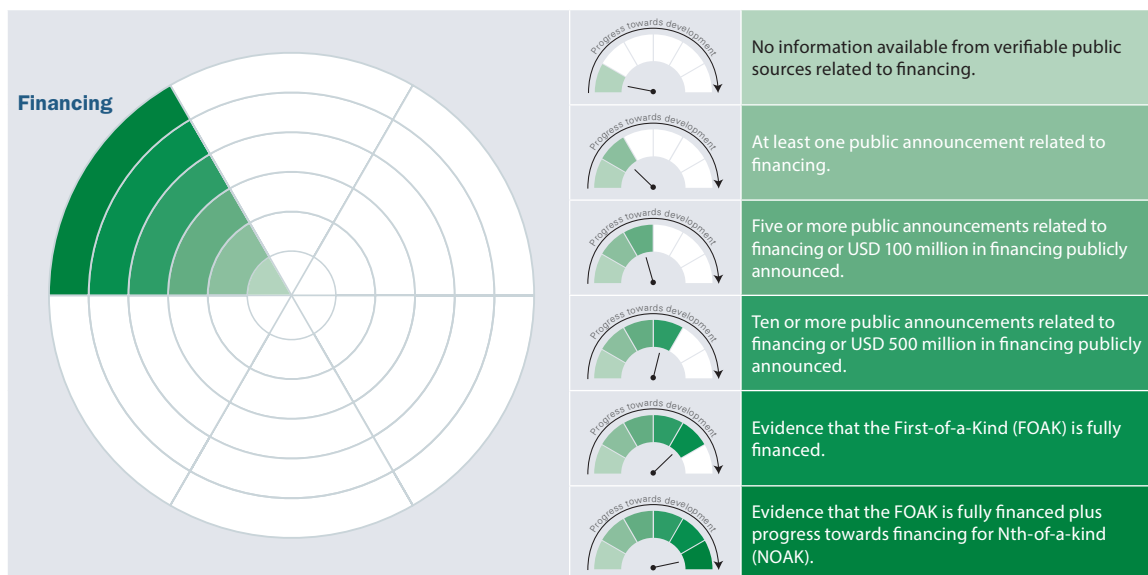 Financing
Progress towards development
No information available from verifiable public
sources related to financing.
Progress towards development
At least one public announcement related to
financing.
Progress towards development
Five or more public announcements related to
financing or USD 100 million in financing publicly
announced.
Progress towards development
Ten or more public announcements related to
financing or USD 500 million in financing publicly
announced.
Progress towards development
Evidence that the First-of-a-Kind (FOAK) is fully
financed.
Progress towards development
Evidence that the FOAK is fully financed plus
progress towards financing for Nth-of-a-kind
(NOAK).